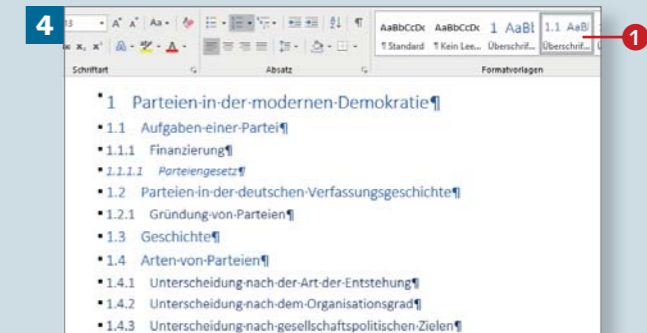 4
13 A A Aa
AaBbCcDc AaBbCcDc 1 AaBl 1.1 AaBl
x, x²
¶ Standard ¶ Kein Lee... Überschrif... Überschrif...
1
Schriftart Absatz Formatvorlagen
1 Parteien·in·der·modernen·Demokratie¶
1.1 Aufgaben·einer·Partei¶
1.1.1 Finanzierung¶
1.1.1.1 Parteiengesetz¶
1.2 Parteien·in·der·deutschen·Verfassungsgeschichte¶
1.2.1 Gründung·von·Parteien¶
1.3 Geschichte¶
1.4 Arten·von·Parteien¶
1.4.1 Unterscheidung·nach·der·Art·der·Entstehung¶
1.4.2 Unterscheidung·nach·dem·Organisationsgrad¶
1.4.3 Unterscheidung·nach·gesellschaftspolitischen·Zielen¶